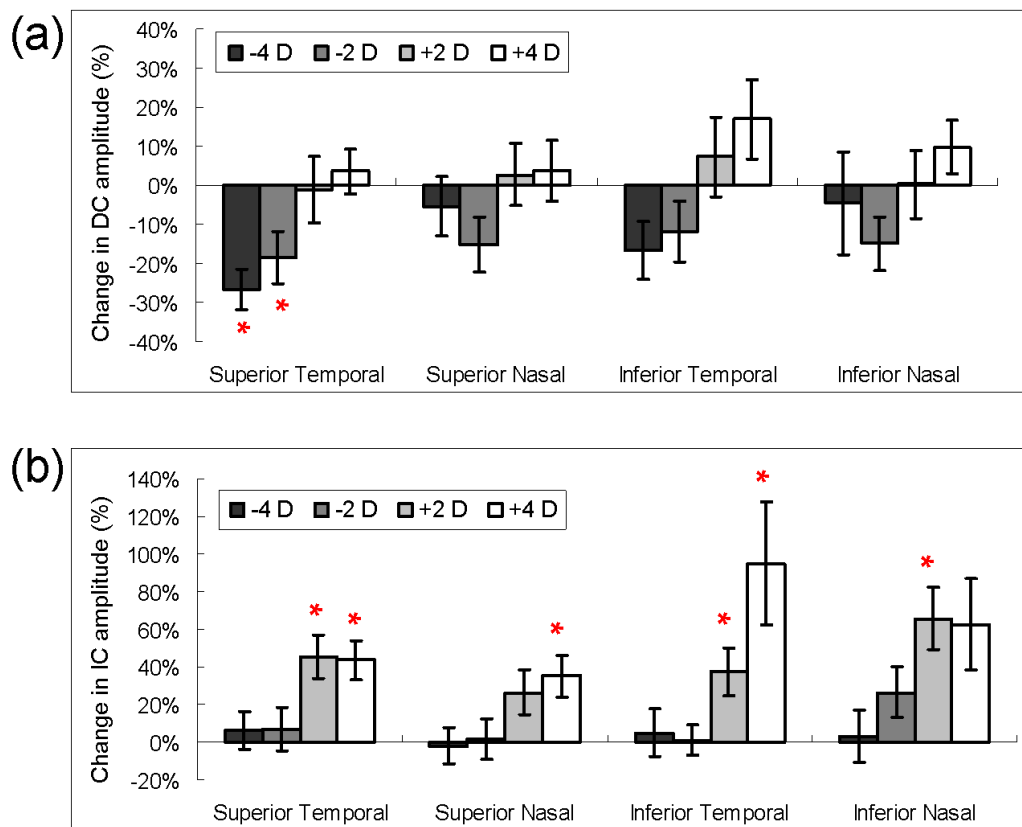 (a)
Change in DC amplitude (%)
40%
30%
20%
10%
0%
-10%
-20%
-30%
-40%
-4 D -2 D +2 D +4 D
* *
Superior Temporal Superior Nasal Inferior Temporal Inferior Nasal
(b)
Change in IC amplitude (%)
140%
120%
100%
80%
60%
40%
20%
0%
-20%
-4 D -2 D +2 D +4 D
* * * * * *
Superior Temporal Superior Nasal Inferior Temporal Inferior Nasal